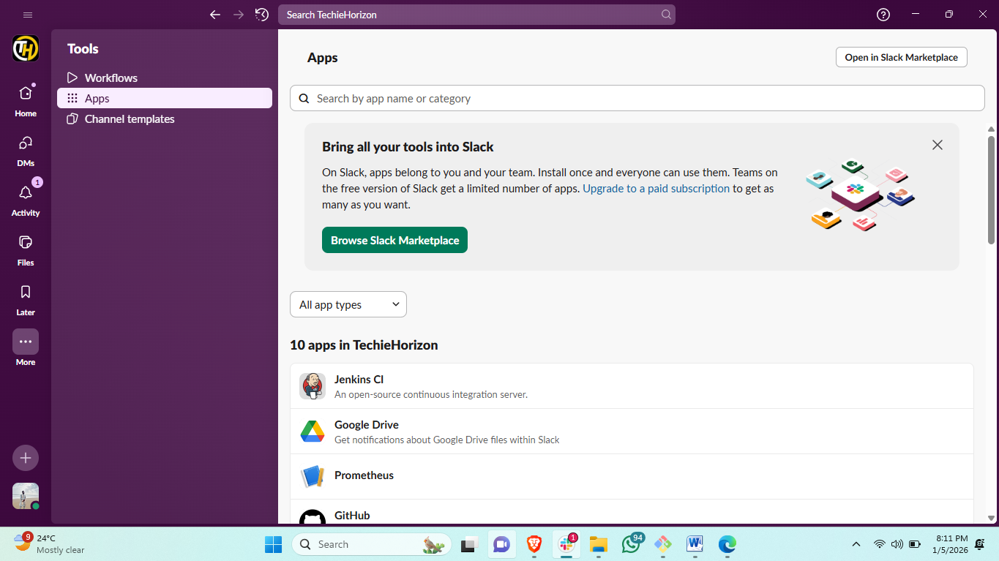 Search TechieHorizon
TH
Tools
Workflows
Apps
Channel templates
Home
DMs
1
Activity
Files
Later
More
Apps
Open in Slack Marketplace
Search by app name or category
Bring all your tools into Slack
On Slack, apps belong to you and your team. Install once and everyone can use them. Teams on
the free version of Slack get a limited number of apps. Upgrade to a paid subscription to get as
many as you want.
Browse Slack Marketplace
All app types
10 apps in TechieHorizon
Jenkins CI
An open-source continuous integration server.
Google Drive
Get notifications about Google Drive files within Slack
Prometheus
GitHub
9
24°C
Mostly clear
Search
1
94
W
8:11 PM
1/5/2026